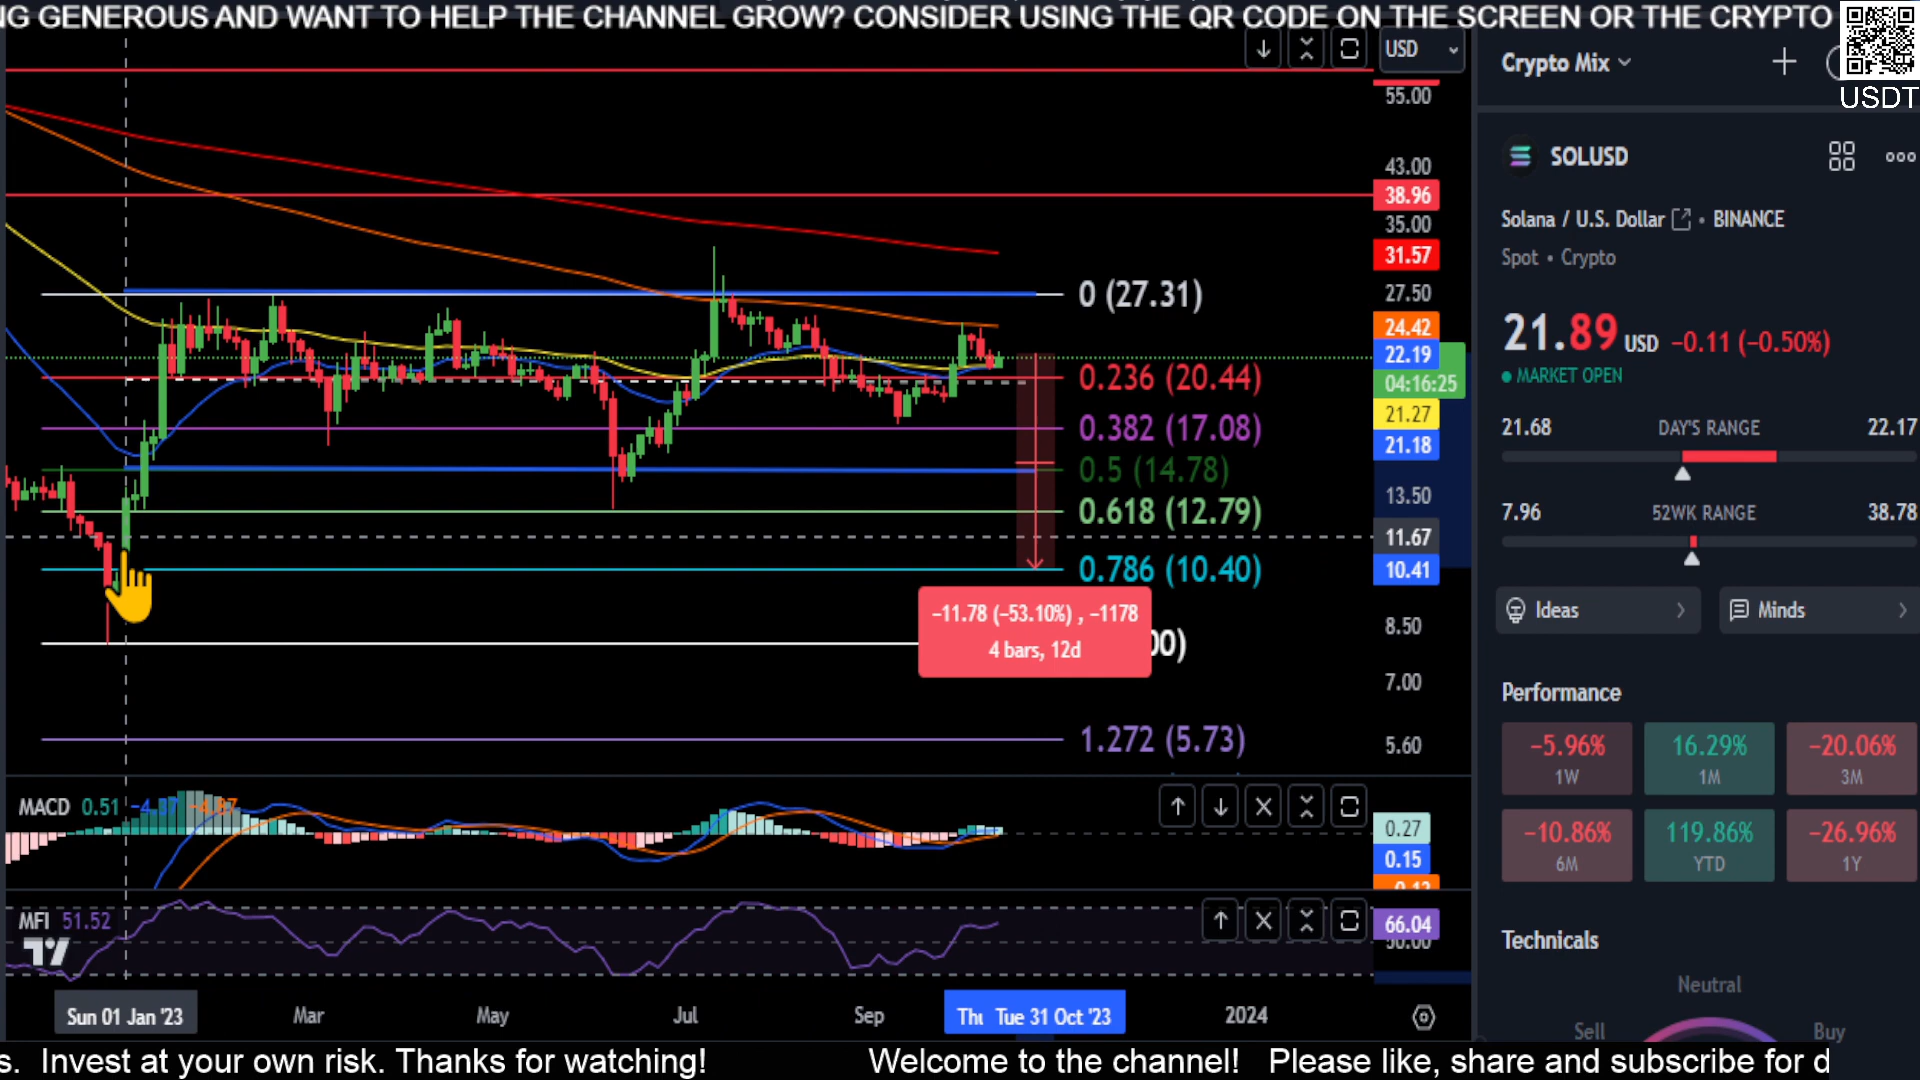 NG GENEROUS AND WANT TO HELP THE CHANNEL GROW? CONSIDER USING THE QR CODE ON THE SCREEN OR THE CRYPTO
USDT
USD
Crypto Mix
55.00
43.00
38.96
35.00
31.57
27.50
24.42
22.19
04:16:25
21.27
21.18
13.50
11.67
10.41
8.50
7.00
5.60
0 (27.31)
0.236 (20.44)
0.382 (17.08)
0.5 (14.78)
0.618 (12.79)
0.786 (10.40)
00)
1.272 (5.73)
−11.78 (−53.10%) , −1178
4 bars, 12d
SOLUSD
Solana / U.S. Dollar • BINANCE
Spot • Crypto
21.89 USD −0.11 (−0.50%)
MARKET OPEN
21.68 DAY'S RANGE 22.17
7.96 52WK RANGE 38.78
Ideas
Minds
Performance
−5.96% 16.29% −20.06%
1W 1M 3M
−10.86% 119.86% −26.96%
6M YTD 1Y
Technicals
Neutral
Sell Buy
MACD 0.51
0.27
0.15
MFI 51.52
66.04
Sun 01 Jan '23 Mar May Jul Sep Tue 31 Oct '23 2024
s. Invest at your own risk. Thanks for watching! Welcome to the channel! Please like, share and subscribe for d